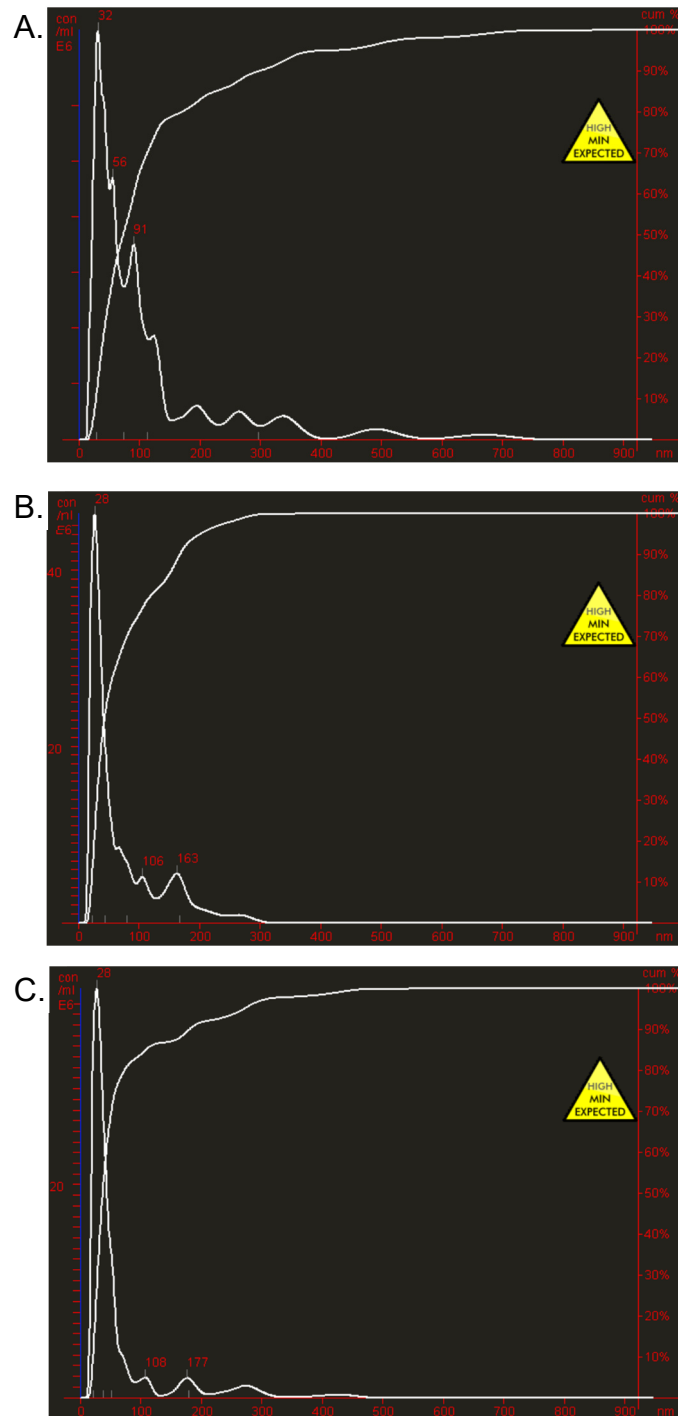 A.
con
/ml
E6
32
56
91
cum %
100%
90%
80%
70%
60%
50%
40%
30%
20%
10%
HIGH
MIN
EXPECTED
0 100 200 300 400 500 600 700 800 900 nm
B.
con
/ml
E6
40
20
28
106 163
cum %
100%
90%
80%
70%
60%
50%
40%
30%
20%
10%
HIGH
MIN
EXPECTED
0 100 200 300 400 500 600 700 800 900 nm
C.
con
/ml
E6
20
28
108 177
cum %
100%
90%
80%
70%
60%
50%
40%
30%
20%
10%
HIGH
MIN
EXPECTED
0 100 200 300 400 500 600 700 800 900 nm